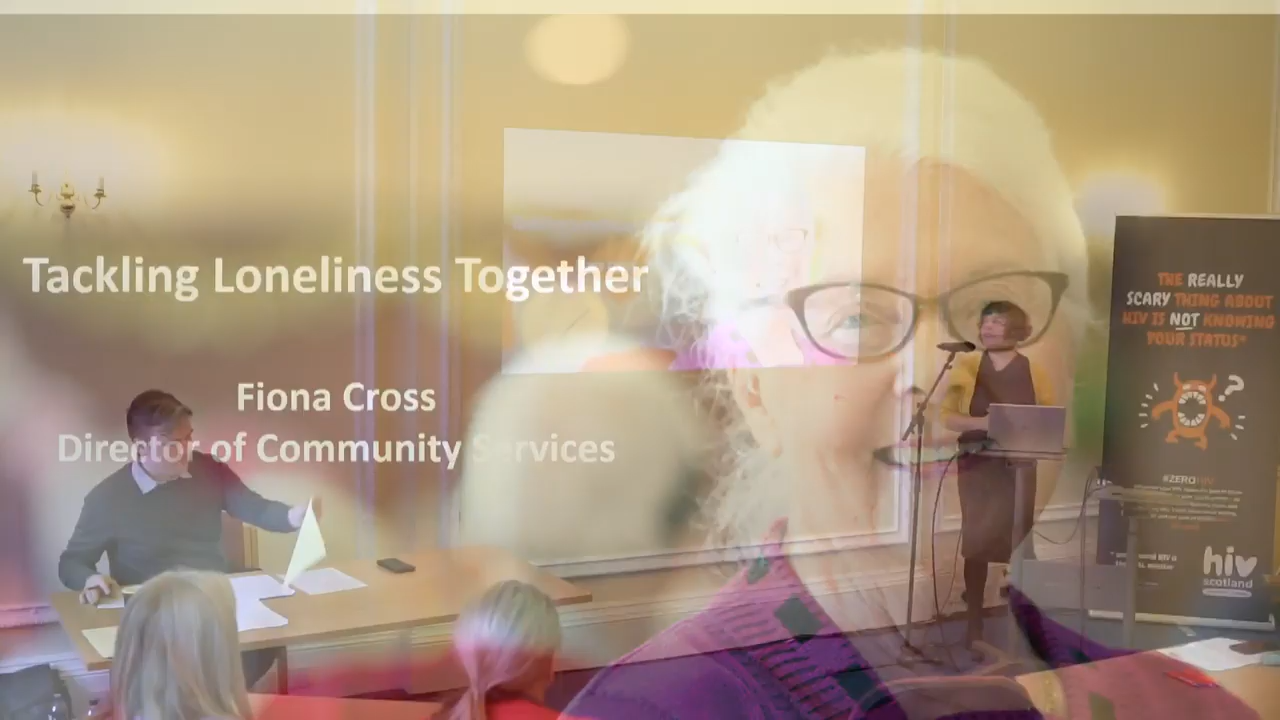 Tackling Loneliness Together
Fiona Cross
Director of Community Services
THE REALLY
SCARY THING ABOUT
HIV IS NOT KNOWING
YOUR STATUS*
?
#ZEROHIV
hiv
scotland